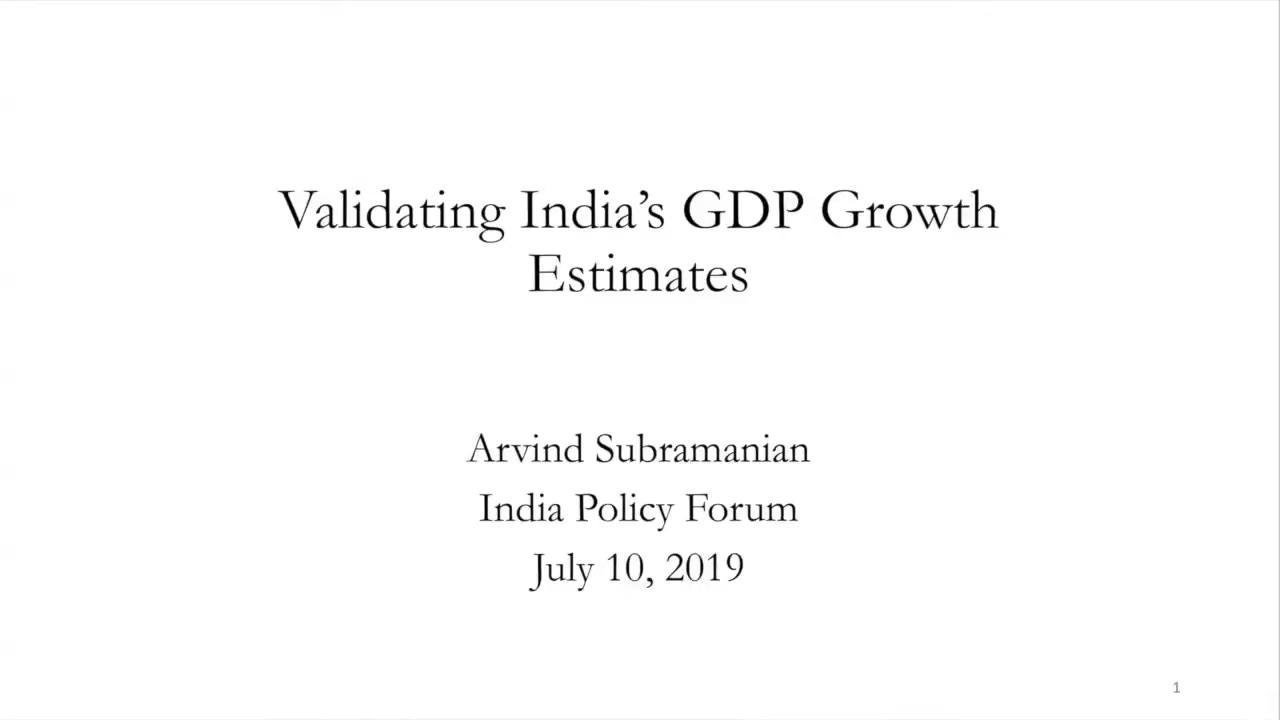 Validating India’s GDP Growth
Estimates
Arvind Subramanian
India Policy Forum
July 10, 2019
1